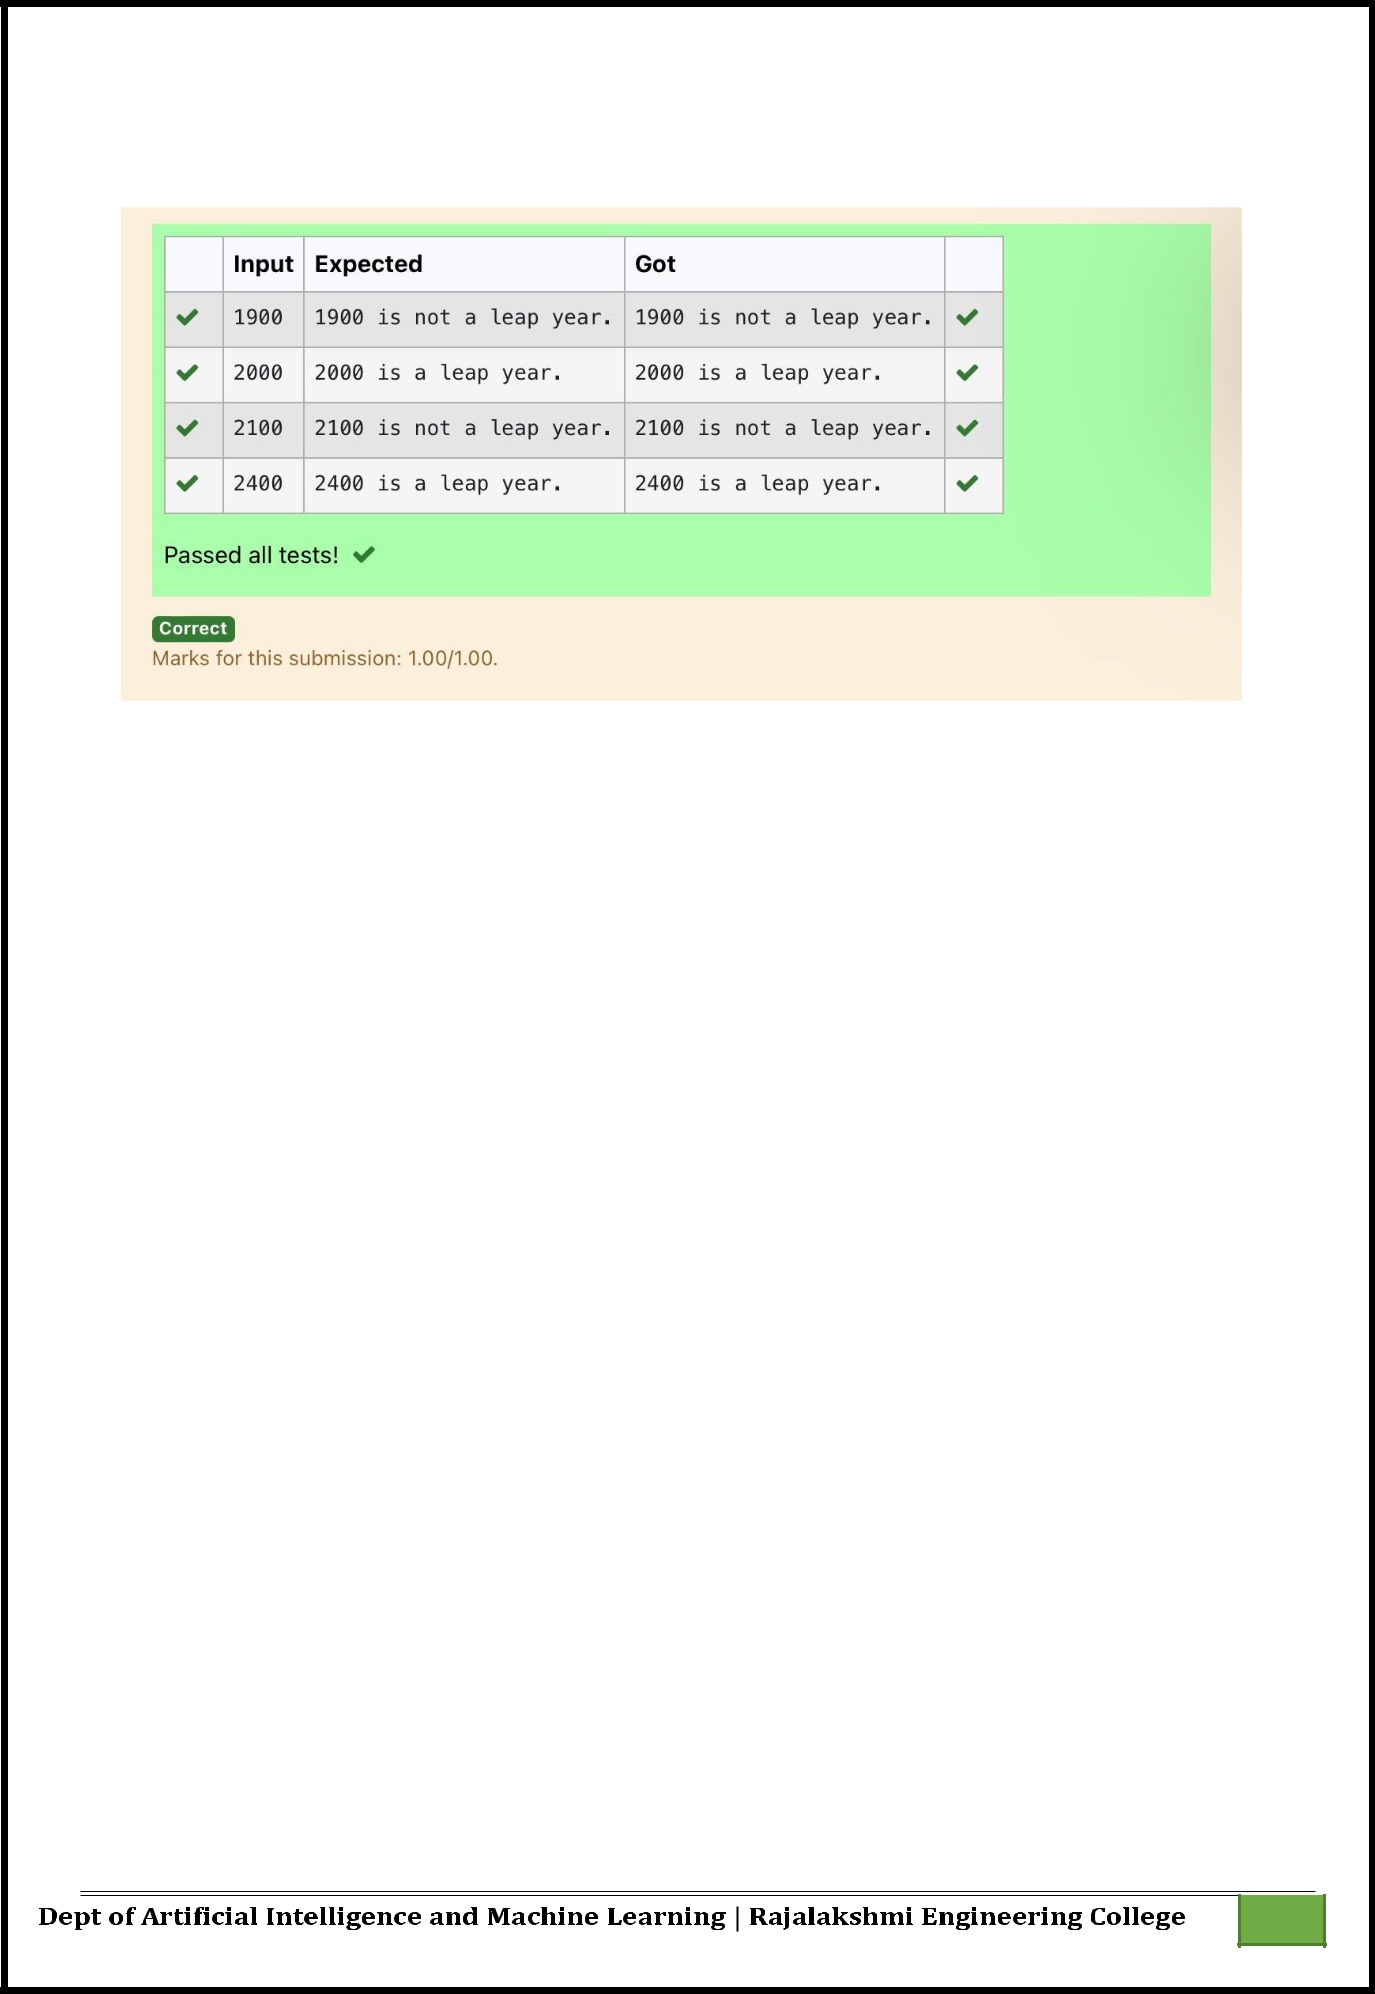 Input Expected Got
✔ 1900 1900 is not a leap year. 1900 is not a leap year. ✔
✔ 2000 2000 is a leap year. 2000 is a leap year. ✔
✔ 2100 2100 is not a leap year. 2100 is not a leap year. ✔
✔ 2400 2400 is a leap year. 2400 is a leap year. ✔
Passed all tests! ✔
Correct
Marks for this submission: 1.00/1.00.
Dept of Artificial Intelligence and Machine Learning | Rajalakshmi Engineering College